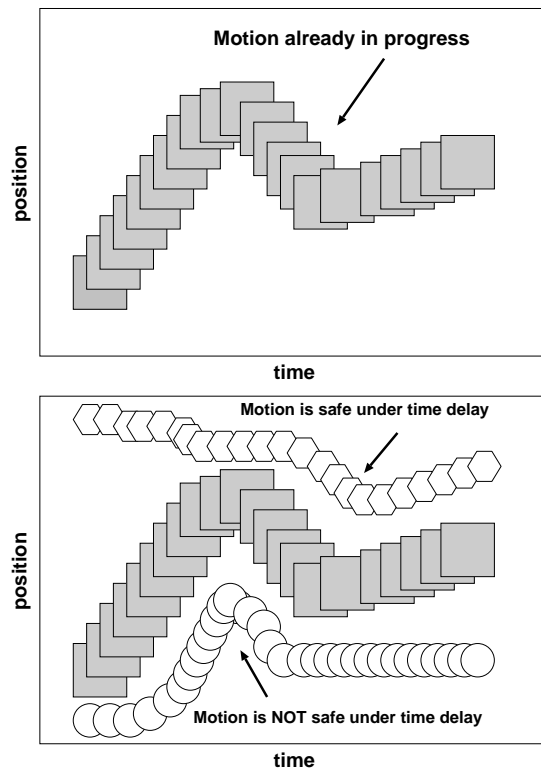 Motion already in progress
position
time
Motion is safe under time delay
position
Motion is NOT safe under time delay
time